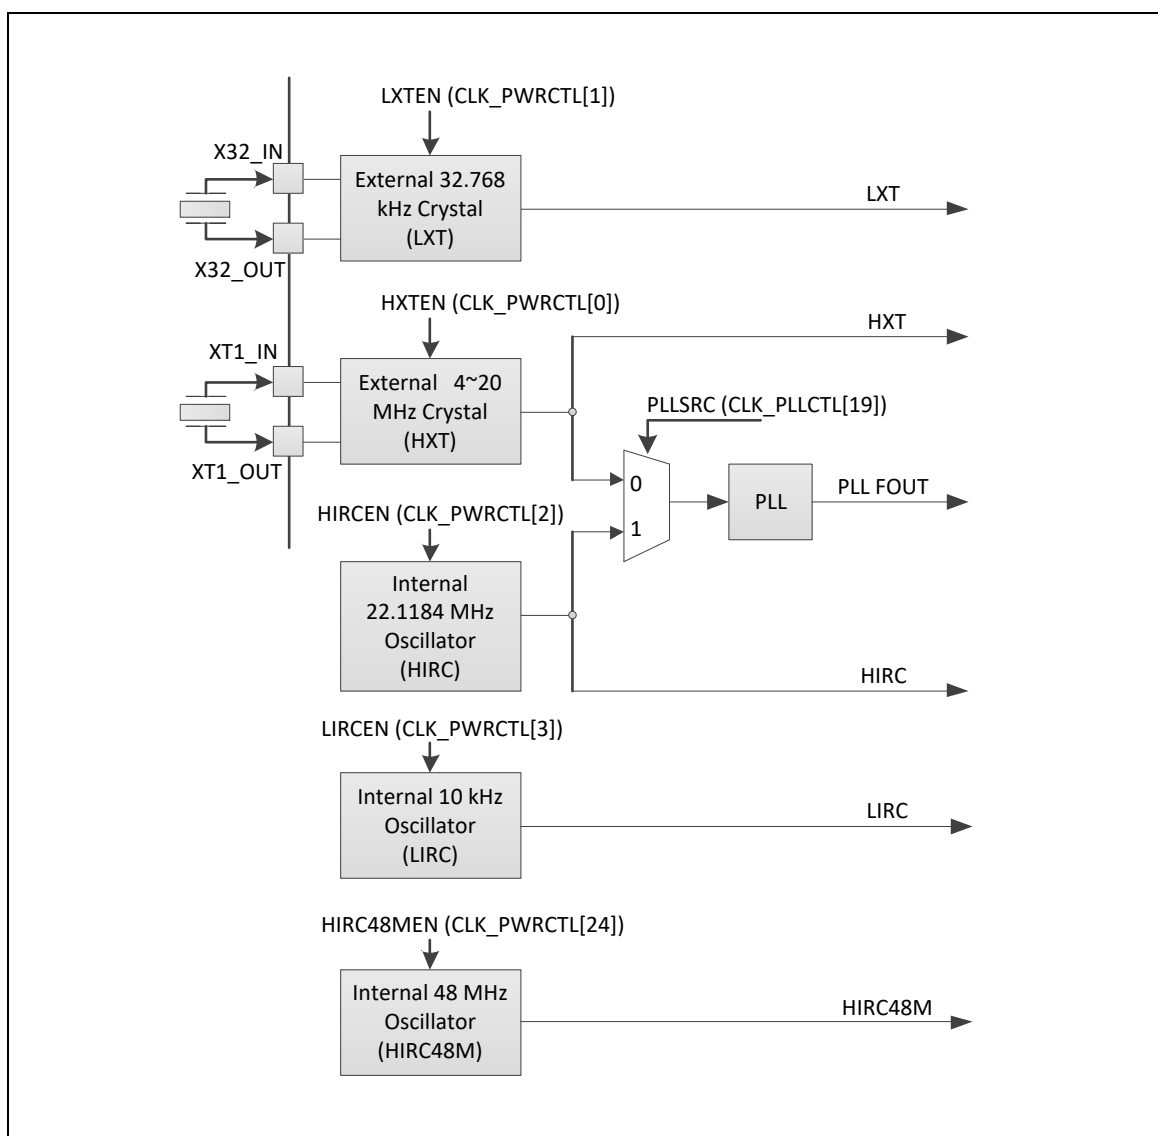 LXTEN (CLK_PWRCTL[1])
X32_IN
External 32.768
kHz Crystal
(LXT)
LXT
X32_OUT
HXTEN (CLK_PWRCTL[0])
HXT
XT1_IN
External 4~20
MHz Crystal
(HXT)
PLLSRC (CLK_PLLCTL[19])
XT1_OUT
0
1
PLL
PLL FOUT
HIRCEN (CLK_PWRCTL[2])
Internal
22.1184 MHz
Oscillator
(HIRC)
HIRC
LIRCEN (CLK_PWRCTL[3])
Internal 10 kHz
Oscillator
(LIRC)
LIRC
HIRC48MEN (CLK_PWRCTL[24])
Internal 48 MHz
Oscillator
(HIRC48M)
HIRC48M